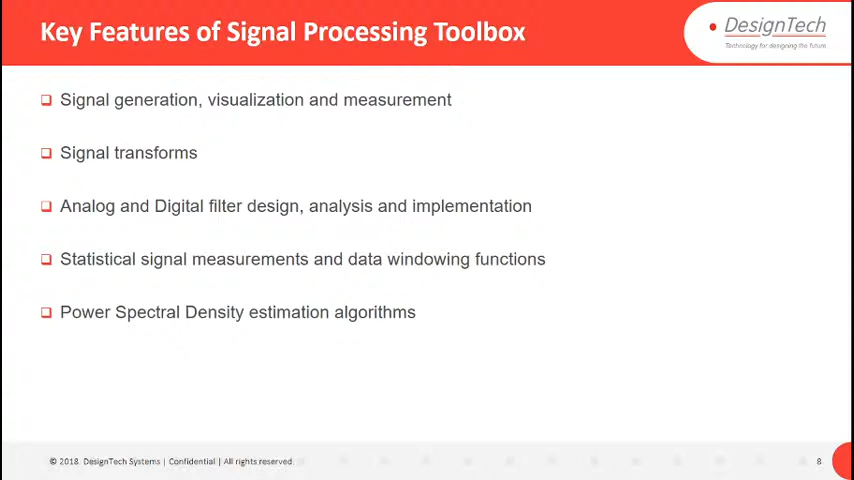 Key Features of Signal Processing Toolbox
DesignTech
Technology for designing the future
Signal generation, visualization and measurement
Signal transforms
Analog and Digital filter design, analysis and implementation
Statistical signal measurements and data windowing functions
Power Spectral Density estimation algorithms
© 2018. DesignTech Systems | Confidential | All rights reserved.
8